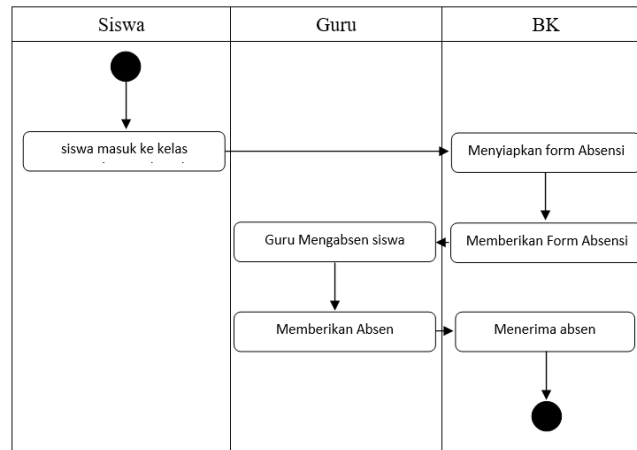 Siswa
Guru
BK
siswa masuk ke kelas
Menyiapkan form Absensi
Guru Mengabsen siswa
Memberikan Form Absensi
Memberikan Absen
Menerima absen